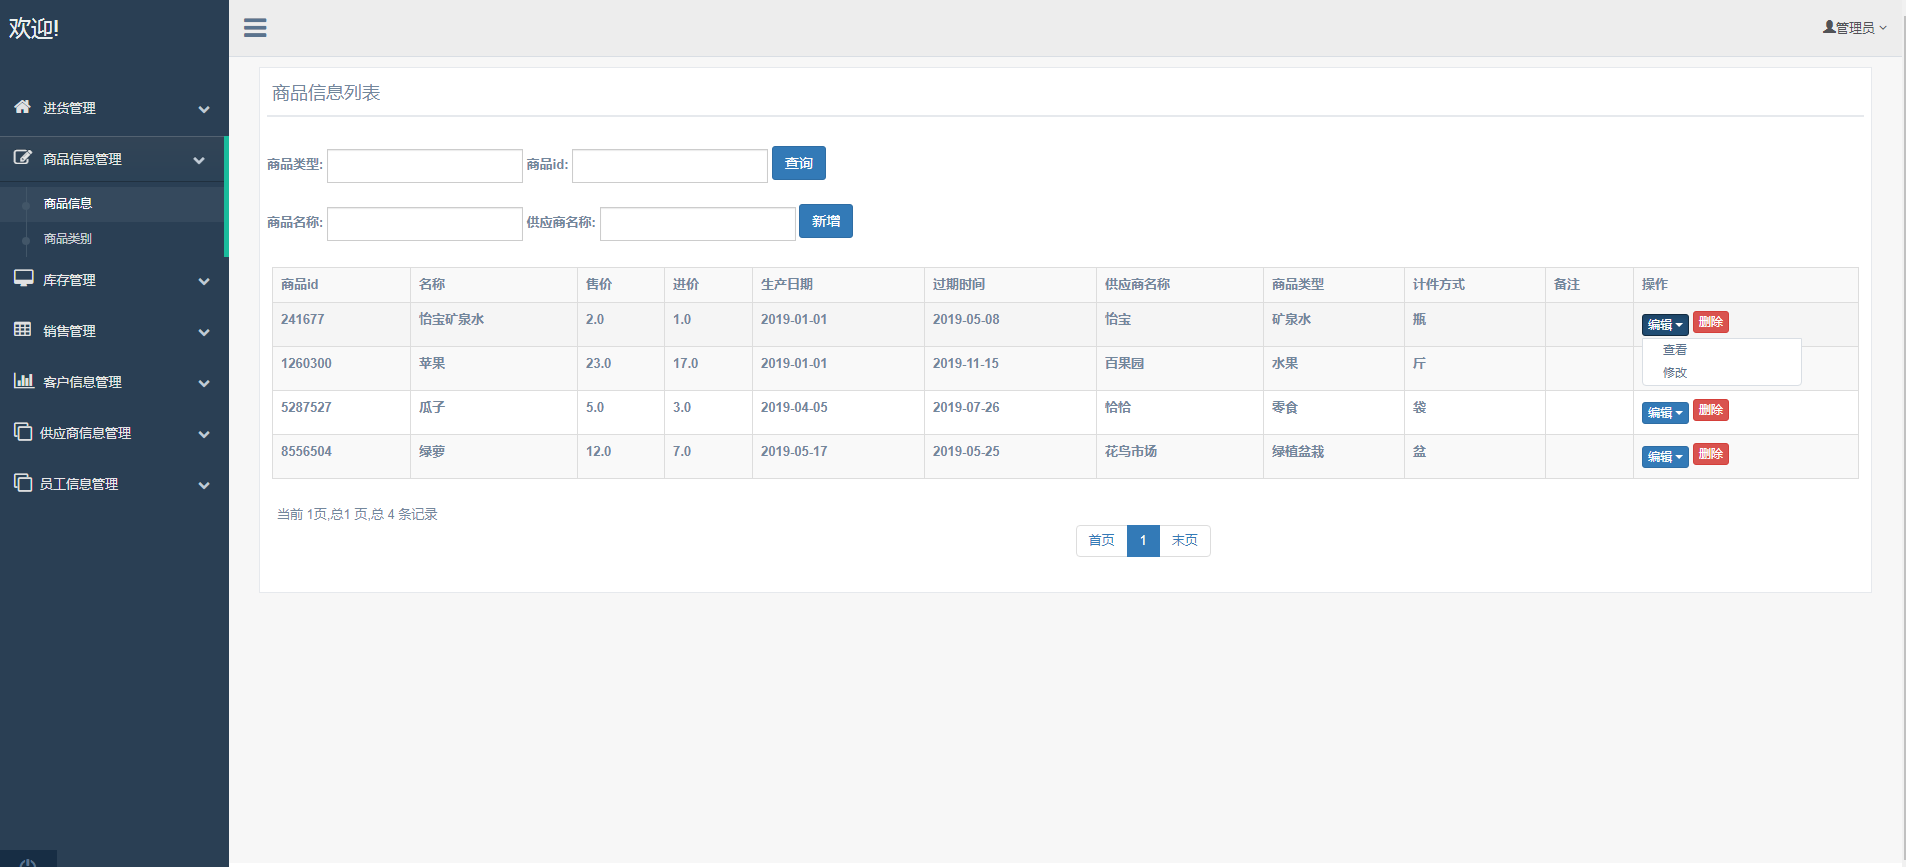 欢迎!
管理员
进货管理
商品信息管理
商品信息
商品类别
库存管理
销售管理
客户信息管理
供应商信息管理
员工信息管理
商品信息列表
商品类型: 商品id: 查询
商品名称: 供应商名称: 新增
商品id 名称 售价 进价 生产日期 过期时间 供应商名称 商品类型 计件方式 备注 操作
241677 怡宝矿泉水 2.0 1.0 2019-01-01 2019-05-08 怡宝 矿泉水 瓶 编辑 删除
查看
修改
1260300 苹果 23.0 17.0 2019-01-01 2019-11-15 百果园 水果 斤
5287527 瓜子 5.0 3.0 2019-04-05 2019-07-26 恰恰 零食 袋 编辑 删除
8556504 绿萝 12.0 7.0 2019-05-17 2019-05-25 花鸟市场 绿植盆栽 盆 编辑 删除
当前 1页,总1 页,总 4 条记录
首页 1 末页